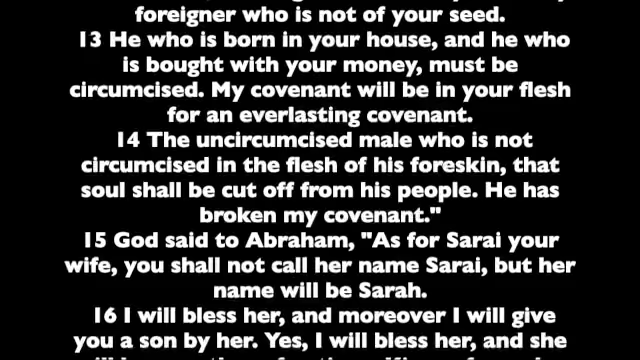 foreigner who is not of your seed.
13 He who is born in your house, and he who
is bought with your money, must be
circumcised. My covenant will be in your flesh
for an everlasting covenant.
14 The uncircumcised male who is not
circumcised in the flesh of his foreskin, that
soul shall be cut off from his people. He has
broken my covenant."
15 God said to Abraham, "As for Sarai your
wife, you shall not call her name Sarai, but her
name will be Sarah.
16 I will bless her, and moreover I will give
you a son by her. Yes, I will bless her, and she